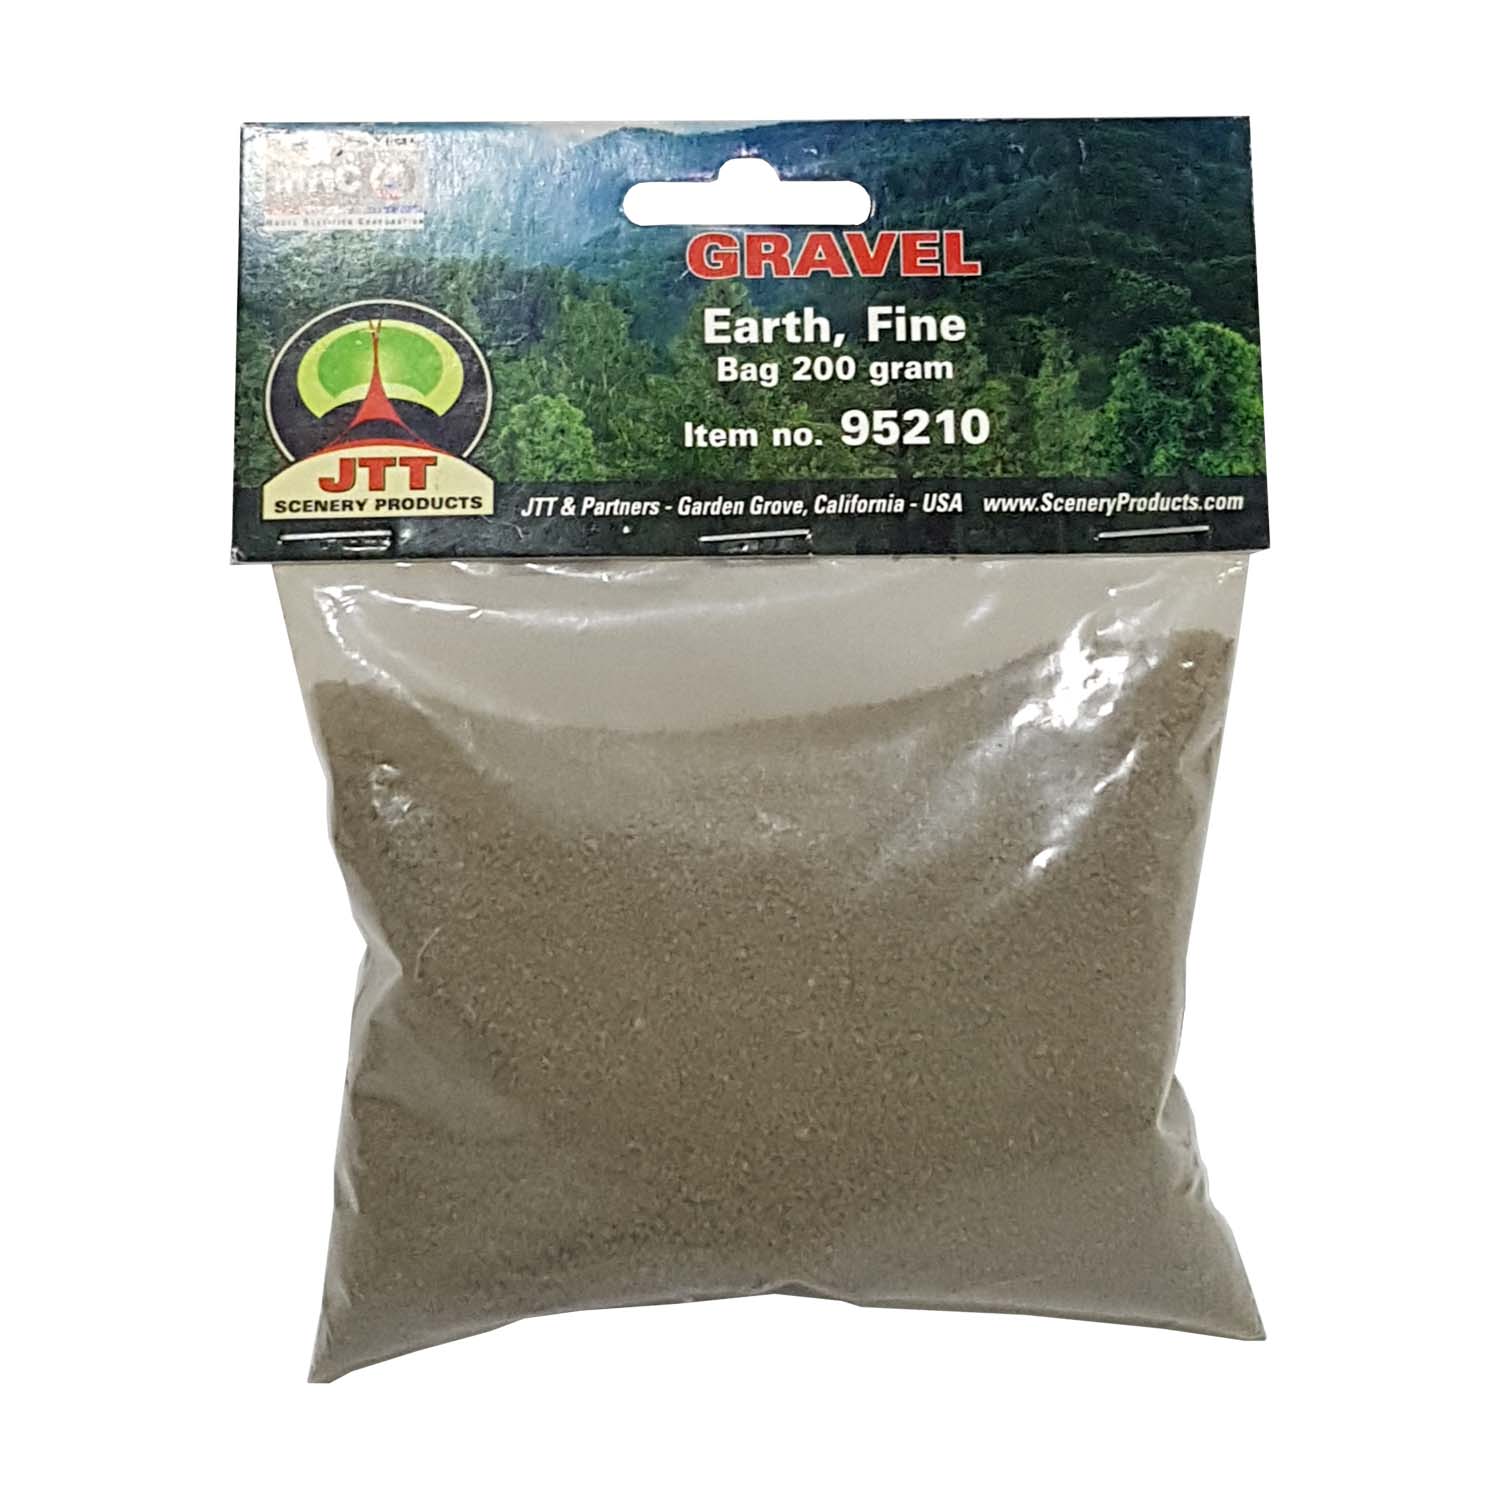 GRAVEL
Earth, Fine
Bag 200 gram
Item no. 95210
JTT
SCENERY PRODUCTS
JTT & Partners - Garden Grove, California - USA www.SceneryProducts.com